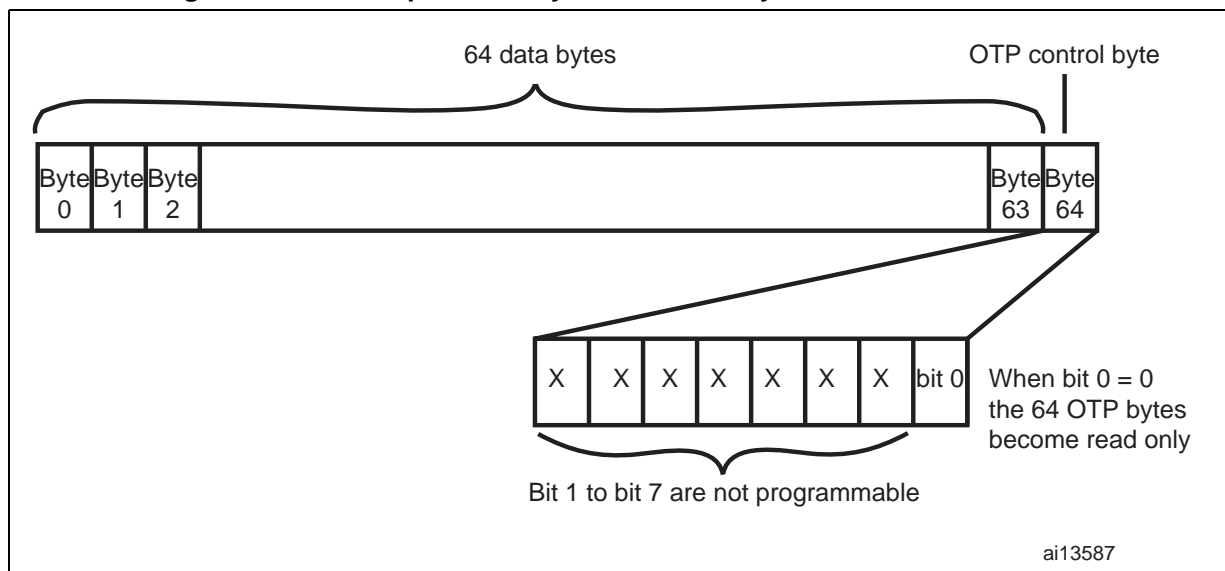 64 data bytes
OTP control byte
Byte Byte Byte Byte Byte
0 1 2 63 64
X X X X X X X bit 0
When bit 0 = 0
the 64 OTP bytes
become read only
Bit 1 to bit 7 are not programmable
ai13587